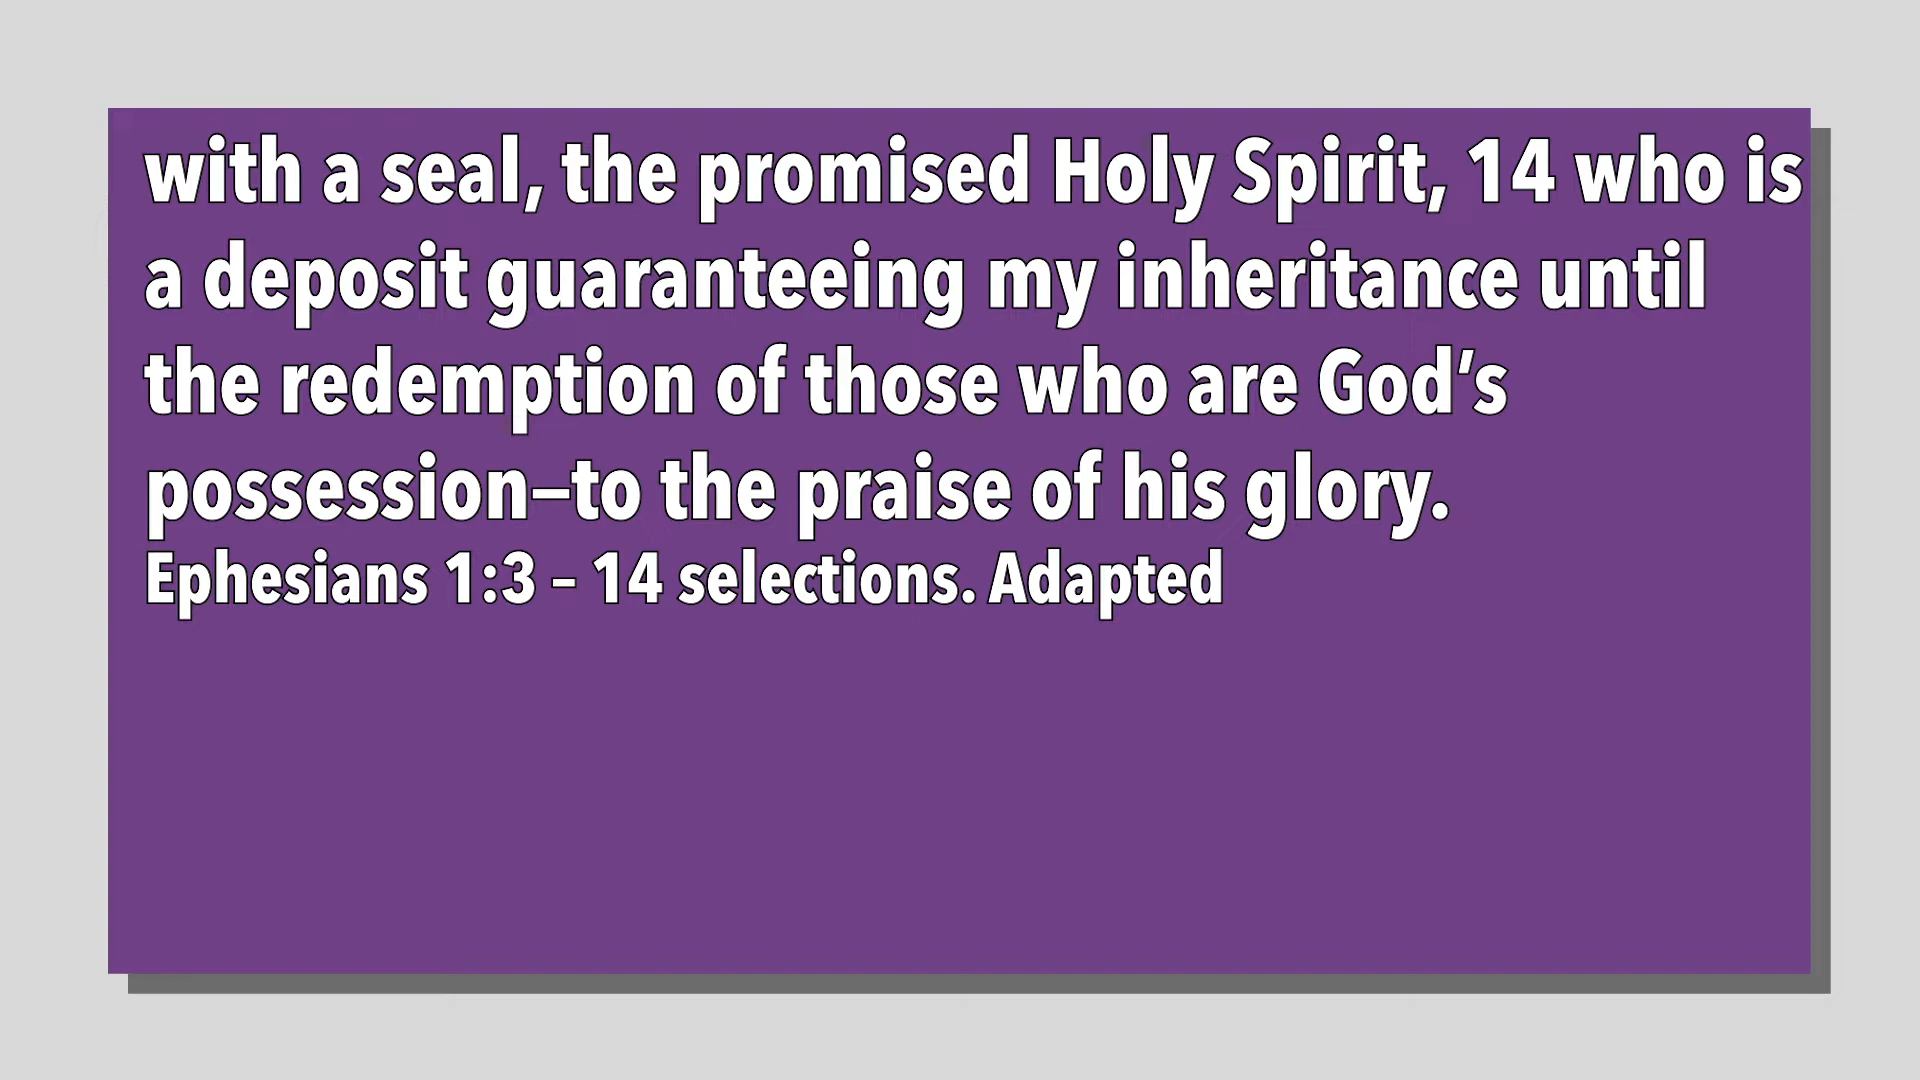 with a seal, the promised Holy Spirit, 14 who is
a deposit guaranteeing my inheritance until
the redemption of those who are God’s
possession—to the praise of his glory.
Ephesians 1:3 – 14 selections. Adapted